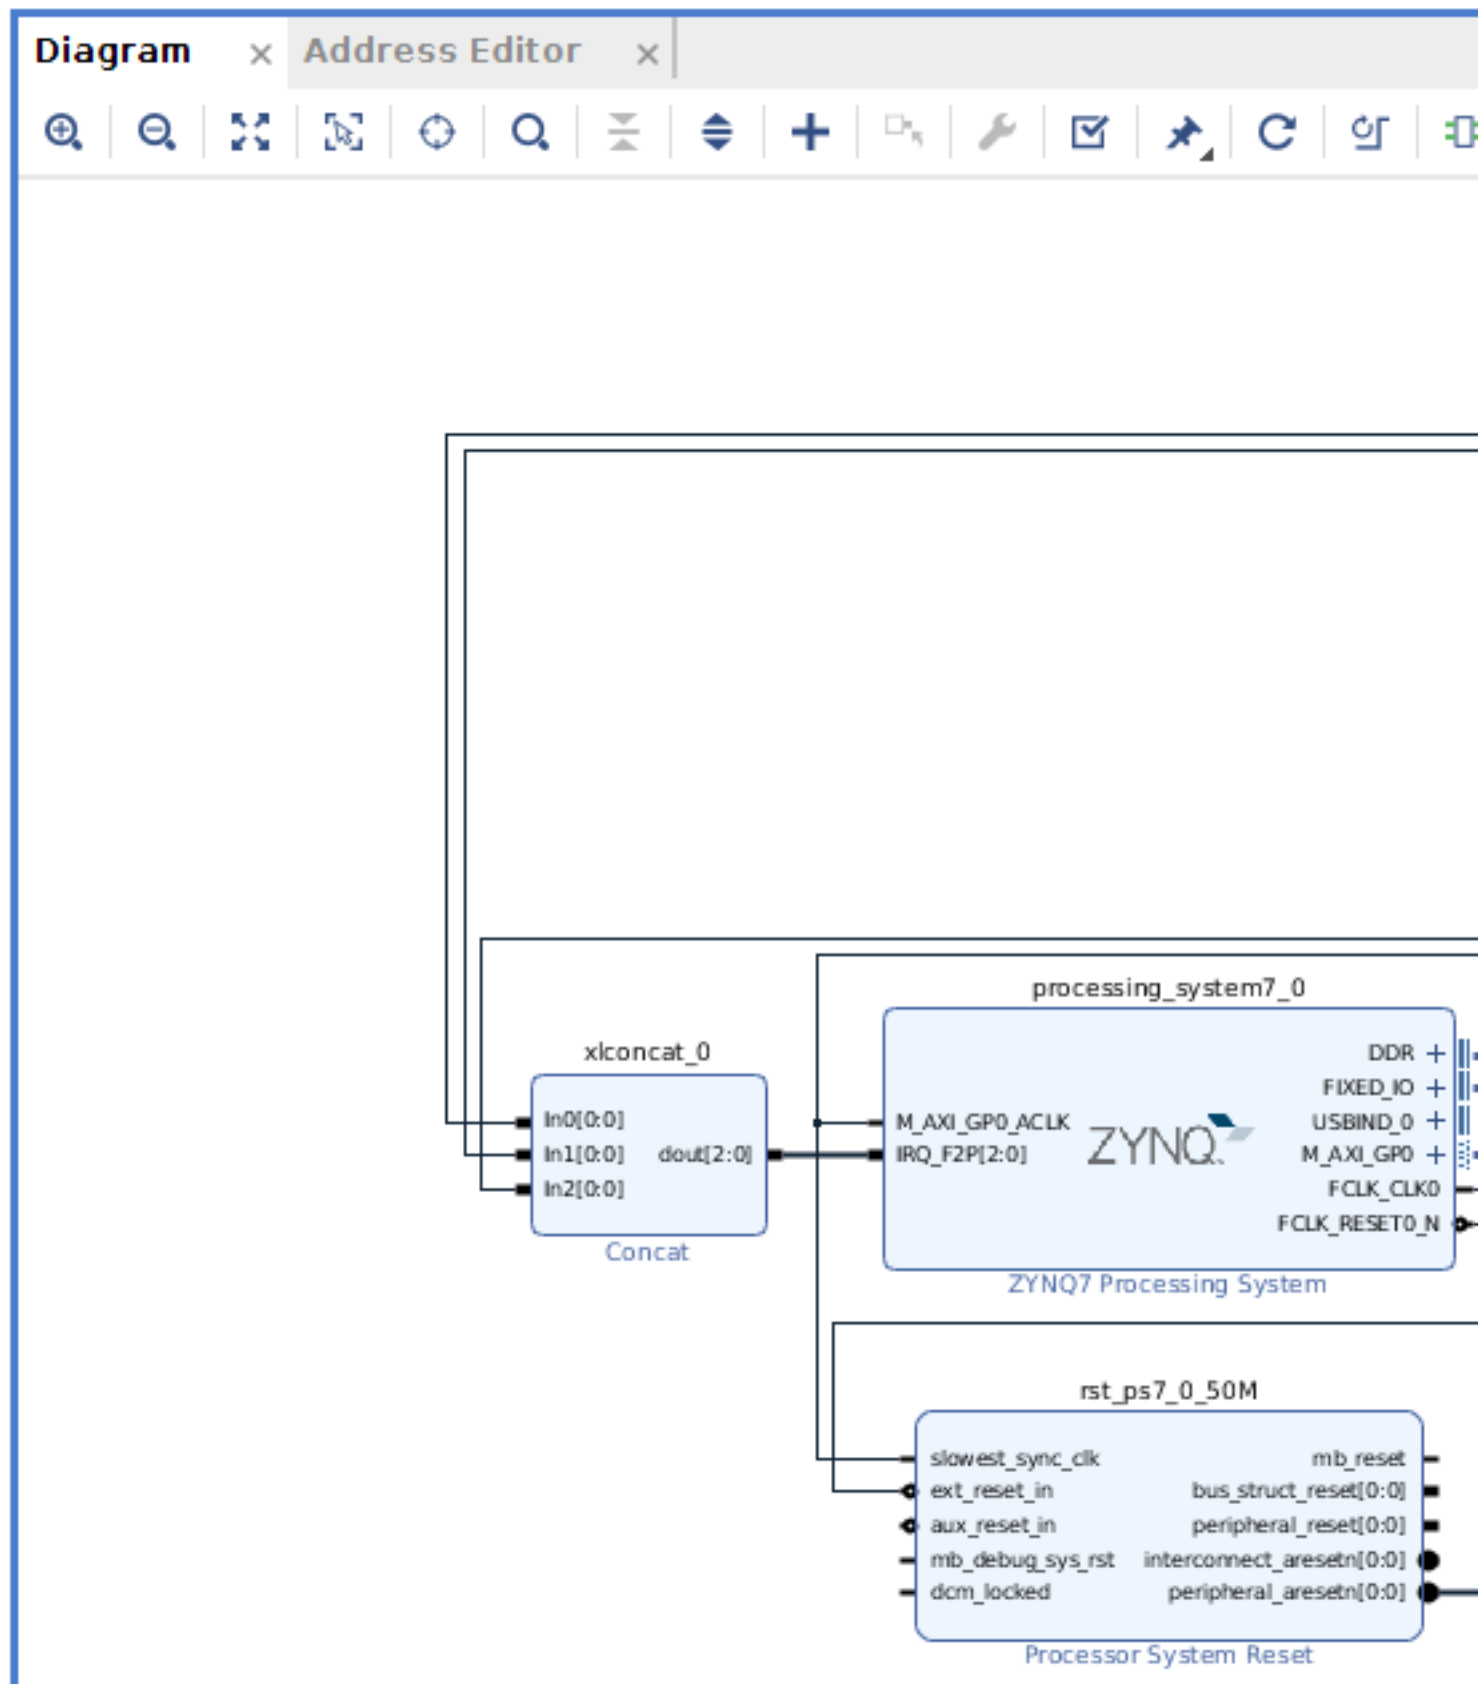 Diagram
Address Editor
processing_system7_0
DDR
FIXED_IO
USBIND_0
M_AXI_GP0
FCLK_CLK0
FCLK_RESET0_N
M_AXI_GP0_ACLK
IRQ_F2P[2:0]
ZYNQ
ZYNQ7 Processing System
xlconcat_0
In0[0:0]
In1[0:0]
In2[0:0]
dout[2:0]
Concat
rst_ps7_0_50M
slowest_sync_clk
ext_reset_in
aux_reset_in
mb_debug_sys_rst
dcm_locked
mb_reset
bus_struct_reset[0:0]
peripheral_reset[0:0]
interconnect_aresetn[0:0]
peripheral_aresetn[0:0]
Processor System Reset